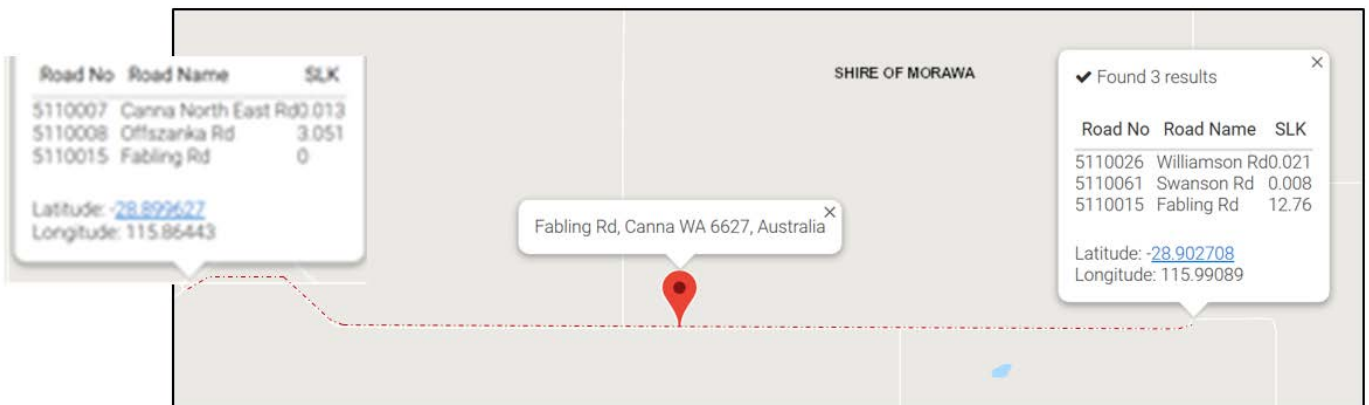 Road No Road Name SLK
5110007 Canna North East Rd0.013
5110008 Offszanka Rd 3.051
5110015 Fabling Rd 0
Latitude: -28.899627
Longitude: 115.86443
SHIRE OF MORAWA
Fabling Rd, Canna WA 6627, Australia
✔ Found 3 results
Road No Road Name SLK
5110026 Williamson Rd0.021
5110061 Swanson Rd 0.008
5110015 Fabling Rd 12.76
Latitude: -28.902708
Longitude: 115.99089